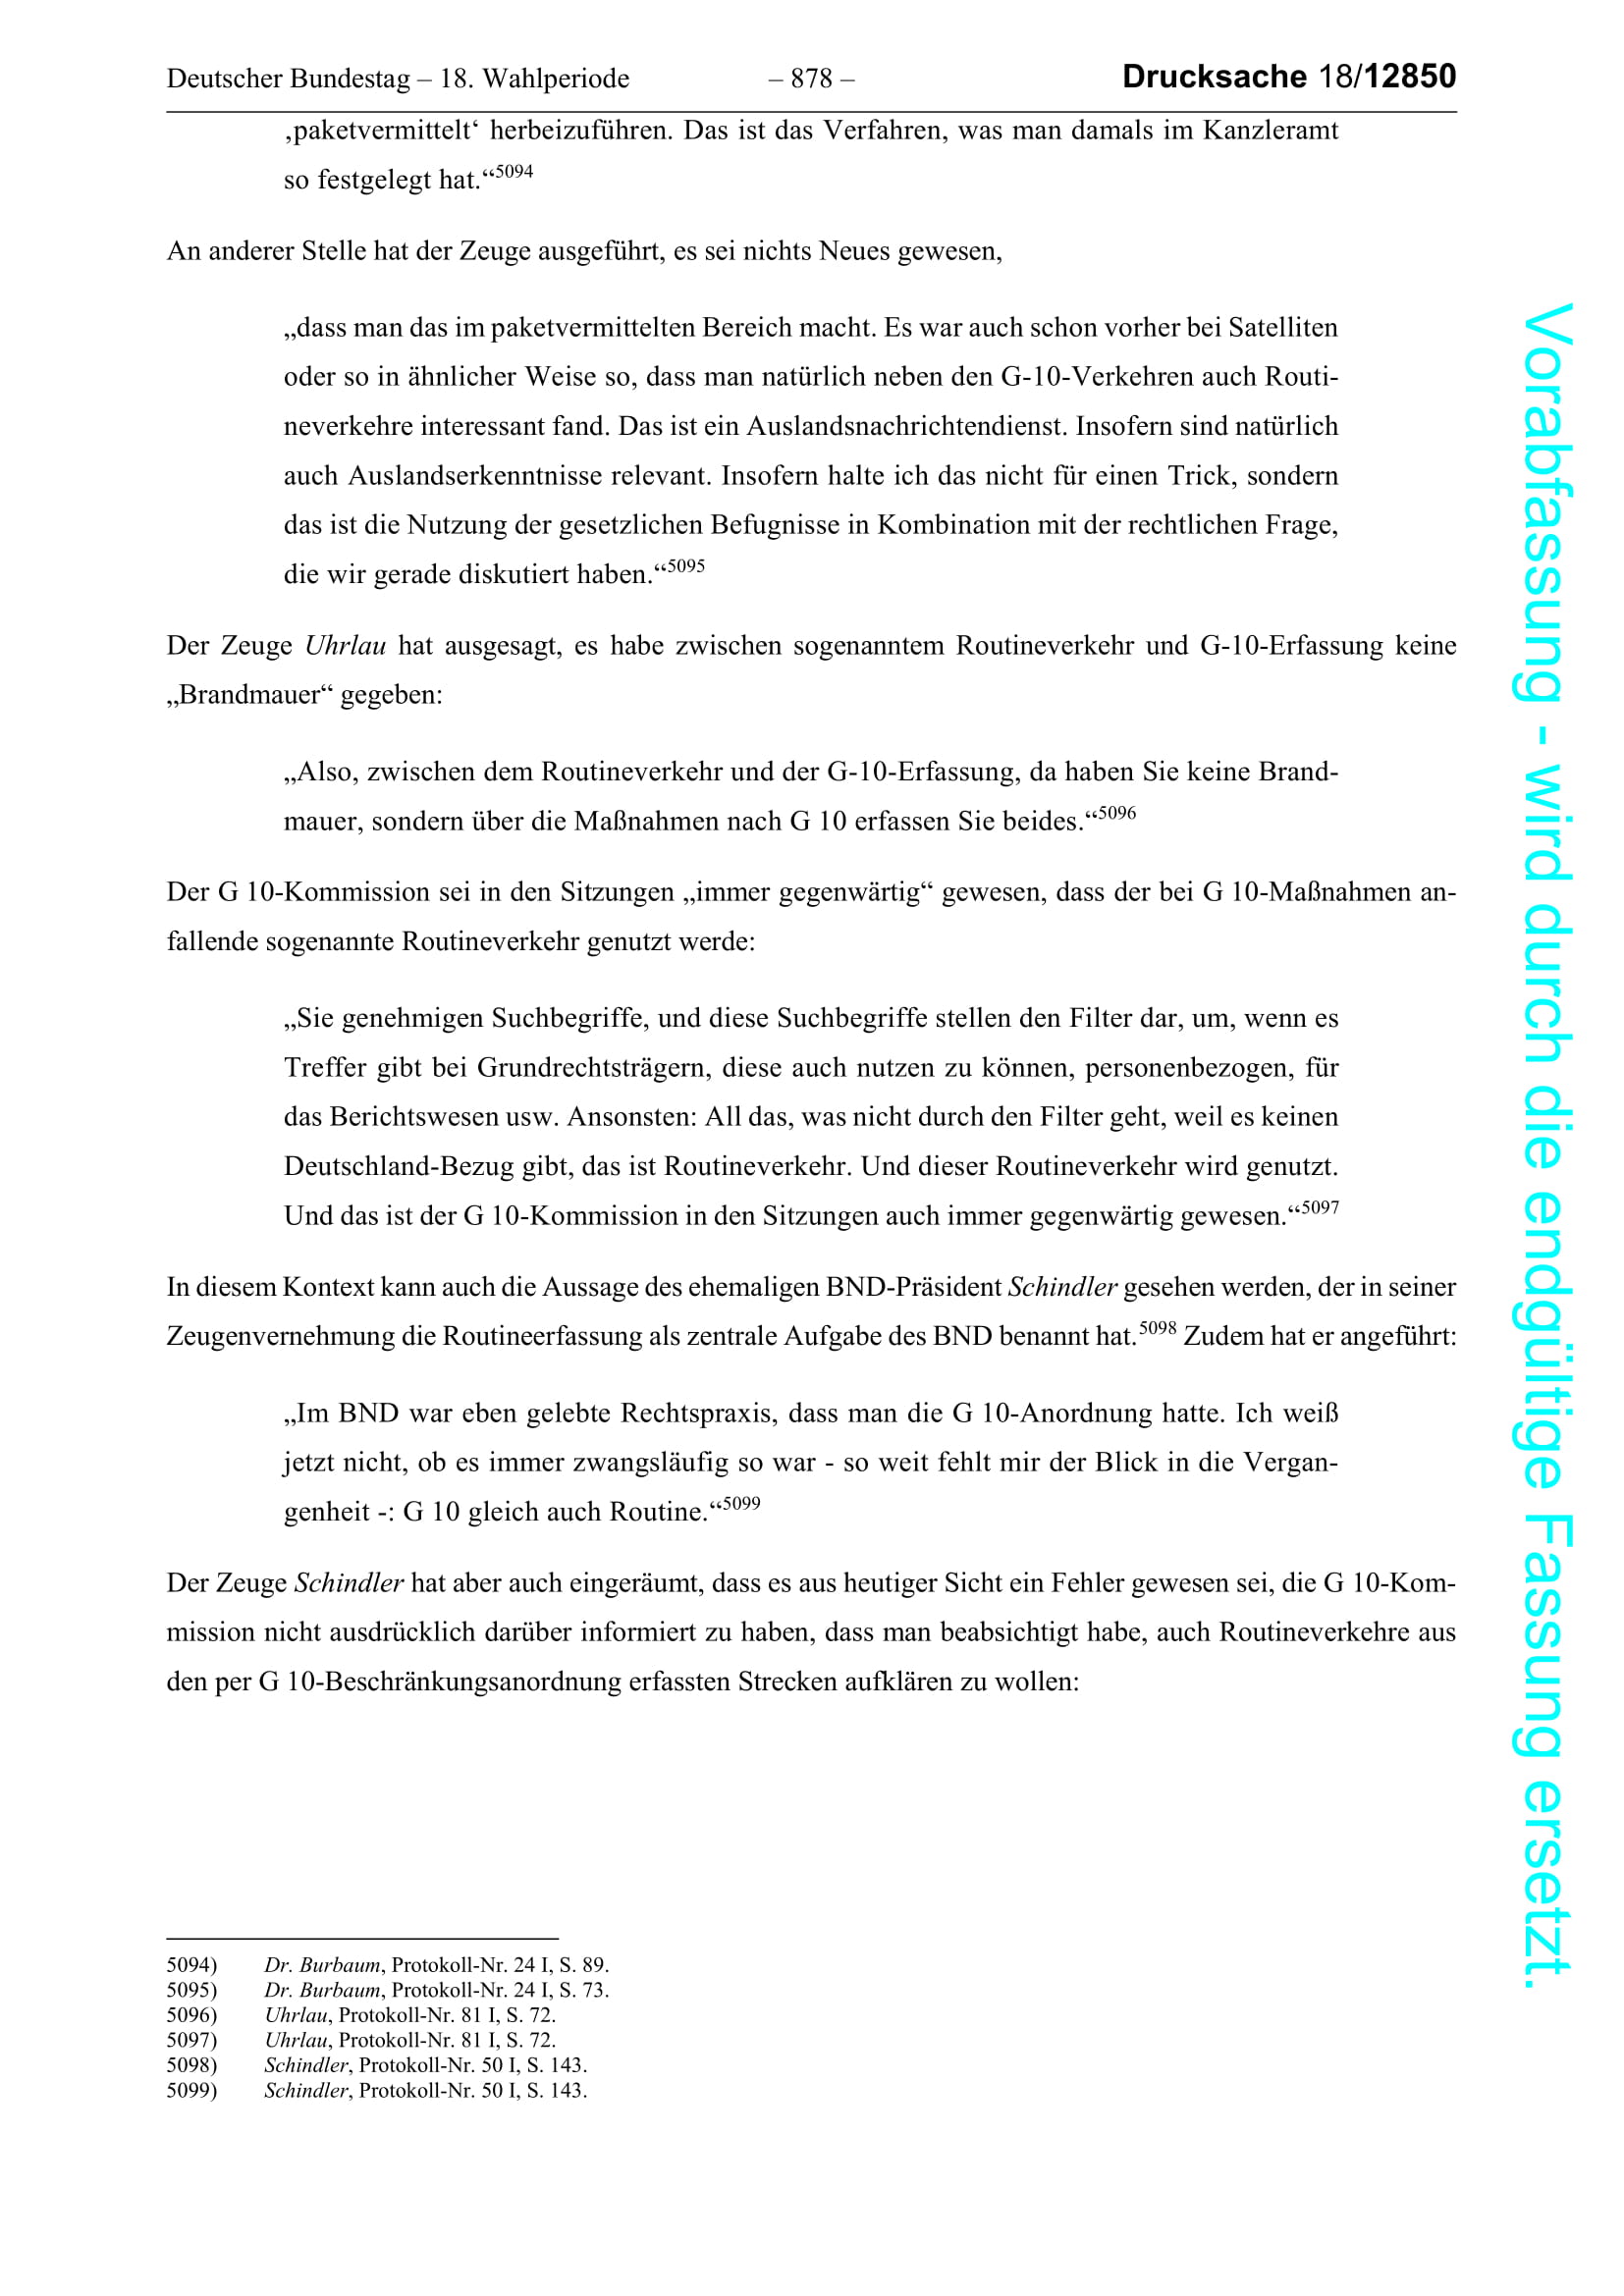 Deutscher Bundestag – 18. Wahlperiode – 878 – Drucksache 18/12850
‚paketvermittelt‘ herbeizuführen. Das ist das Verfahren, was man damals im Kanzleramt
so festgelegt hat.“5094
An anderer Stelle hat der Zeuge ausgeführt, es sei nichts Neues gewesen,
„dass man das im paketvermittelten Bereich macht. Es war auch schon vorher bei Satelliten
oder so in ähnlicher Weise so, dass man natürlich neben den G-10-Verkehren auch Routi-
neverkehre interessant fand. Das ist ein Auslandsnachrichtendienst. Insofern sind natürlich
auch Auslandserkenntnisse relevant. Insofern halte ich das nicht für einen Trick, sondern
das ist die Nutzung der gesetzlichen Befugnisse in Kombination mit der rechtlichen Frage,
die wir gerade diskutiert haben.“5095
Der Zeuge Uhrlau hat ausgesagt, es habe zwischen sogenanntem Routineverkehr und G-10-Erfassung keine
„Brandmauer“ gegeben:
„Also, zwischen dem Routineverkehr und der G-10-Erfassung, da haben Sie keine Brand-
mauer, sondern über die Maßnahmen nach G 10 erfassen Sie beides.“5096
Der G 10-Kommission sei in den Sitzungen „immer gegenwärtig“ gewesen, dass der bei G 10-Maßnahmen an-
fallende sogenannte Routineverkehr genutzt werde:
„Sie genehmigen Suchbegriffe, und diese Suchbegriffe stellen den Filter dar, um, wenn es
Treffer gibt bei Grundrechtsträgern, diese auch nutzen zu können, personenbezogen, für
das Berichtswesen usw. Ansonsten: All das, was nicht durch den Filter geht, weil es keinen
Deutschland-Bezug gibt, das ist Routineverkehr. Und dieser Routineverkehr wird genutzt.
Und das ist der G 10-Kommission in den Sitzungen auch immer gegenwärtig gewesen.“5097
In diesem Kontext kann auch die Aussage des ehemaligen BND-Präsident Schindler gesehen werden, der in seiner
Zeugenvernehmung die Routineerfassung als zentrale Aufgabe des BND benannt hat.5098 Zudem hat er angeführt:
„Im BND war eben gelebte Rechtspraxis, dass man die G 10-Anordnung hatte. Ich weiß
jetzt nicht, ob es immer zwangsläufig so war - so weit fehlt mir der Blick in die Vergan-
genheit -: G 10 gleich auch Routine.“5099
Der Zeuge Schindler hat aber auch eingeräumt, dass es aus heutiger Sicht ein Fehler gewesen sei, die G 10-Kom-
mission nicht ausdrücklich darüber informiert zu haben, dass man beabsichtigt habe, auch Routineverkehre aus
den per G 10-Beschränkungsanordnung erfassten Strecken aufklären zu wollen:
5094) Dr. Burbaum, Protokoll-Nr. 24 I, S. 89.
5095) Dr. Burbaum, Protokoll-Nr. 24 I, S. 73.
5096) Uhrlau, Protokoll-Nr. 81 I, S. 72.
5097) Uhrlau, Protokoll-Nr. 81 I, S. 72.
5098) Schindler, Protokoll-Nr. 50 I, S. 143.
5099) Schindler, Protokoll-Nr. 50 I, S. 143.
Vorabfassung - wird durch die endgültige Fassung ersetzt.